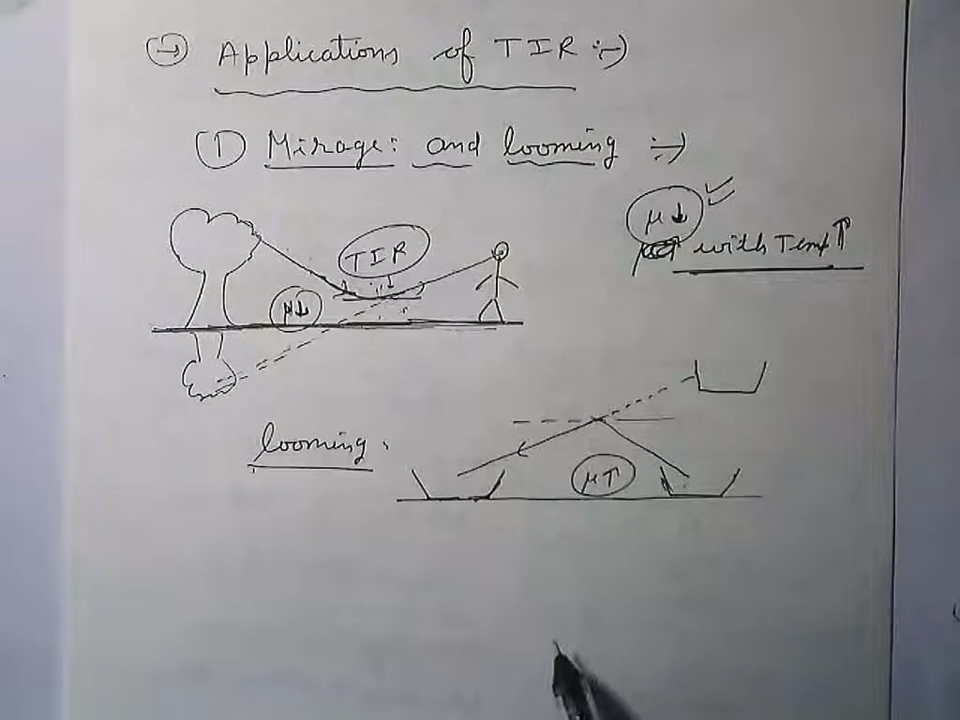 → Applications of TIR :→
① Mirage: and looming :→
μ↓
with Temp↑
TIR
μ↓
looming.
μ↑